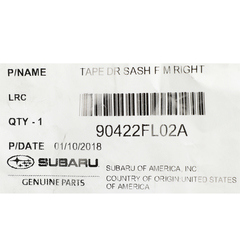 P/NAME TAPE DR SASH F M RIGHT
LRC
QTY - 1 90422FL02A
P/DATE 01/10/2018
SUBARU SUBARU OF AMERICA, INC
GENUINE PARTS COUNTRY OF ORIGIN UNITED STATES
OF AMERICA